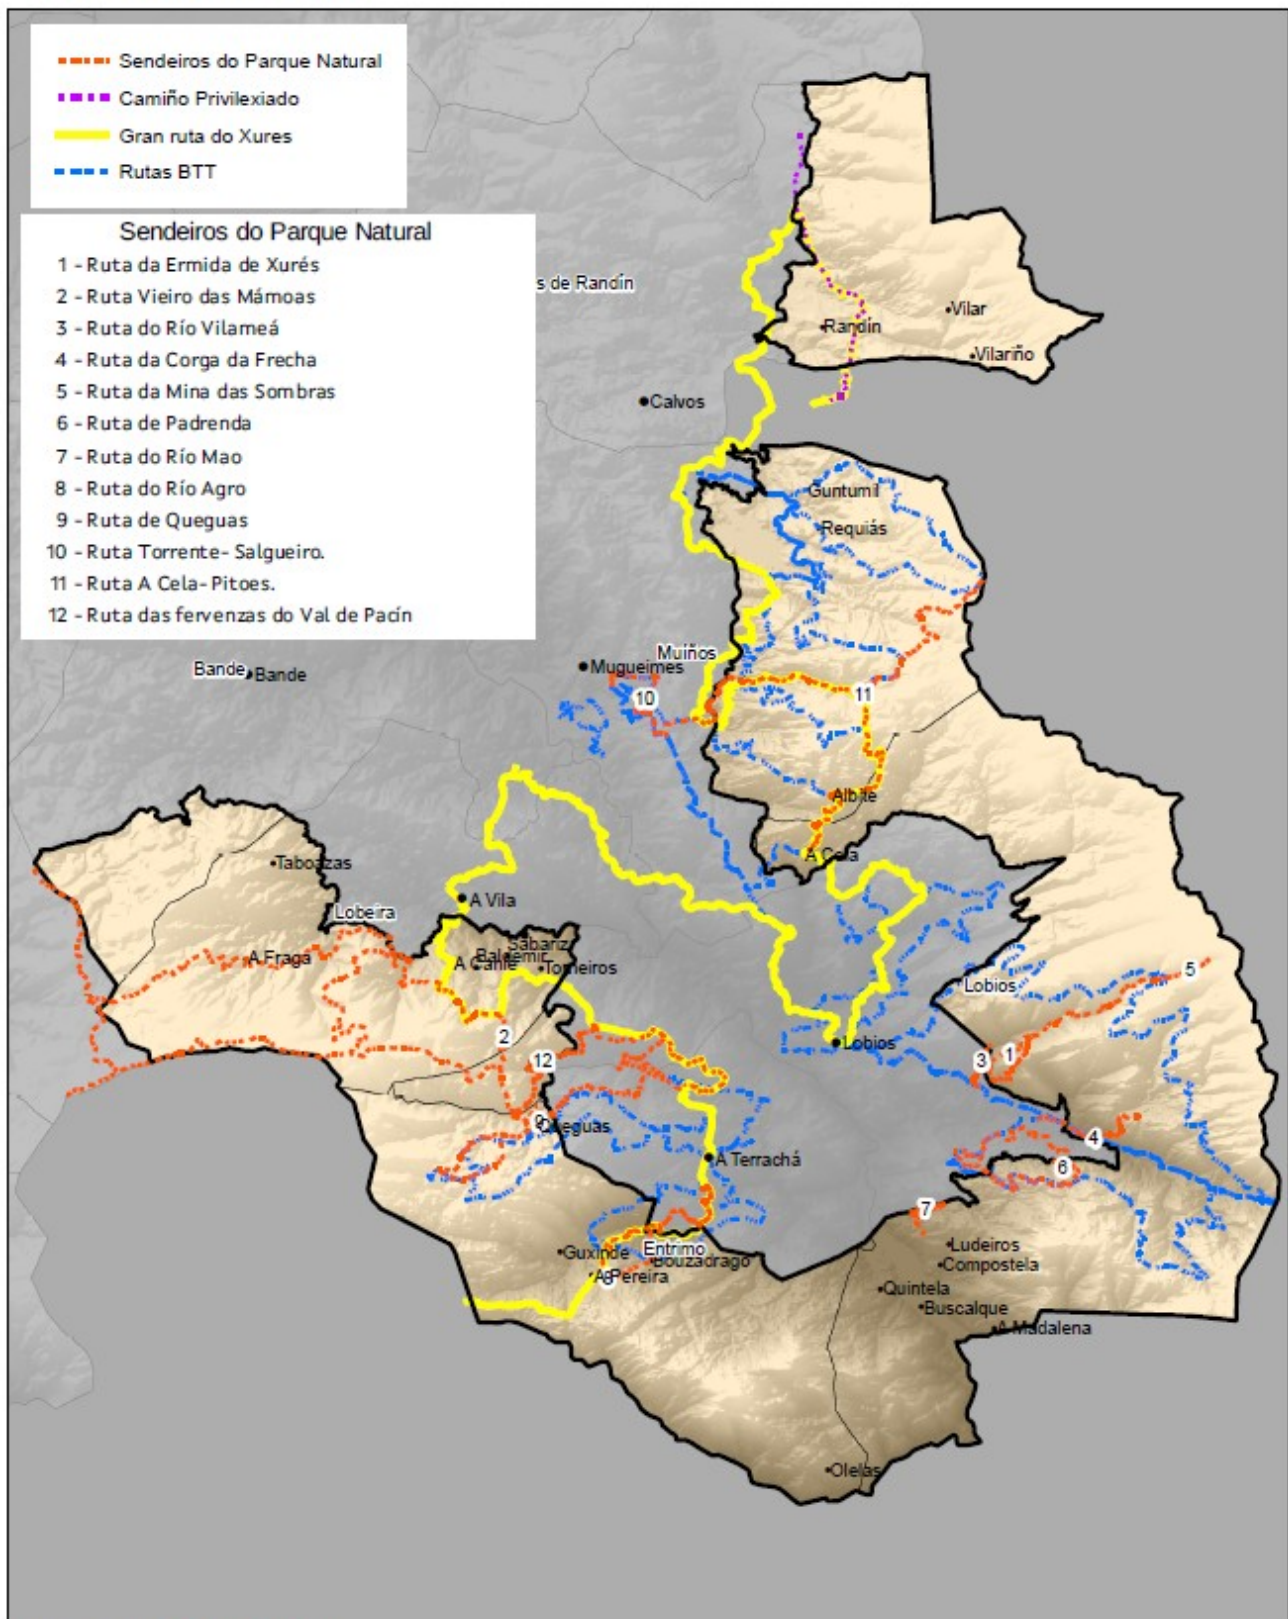 Sendeiros do Parque Natural
Camiño Privilexiado
Gran ruta do Xures
Rutas BTT
Sendeiros do Parque Natural
1 - Ruta da Ermida de Xurés
2 - Ruta Vieiro das Mámoas
3 - Ruta do Río Vilameá
4 - Ruta da Corga da Frecha
5 - Ruta da Mina das Sombras
6 - Ruta de Padrenda
7 - Ruta do Río Mao
8 - Ruta do Río Agro
9 - Ruta de Queguas
10 - Ruta Torrente- Salgueiro.
11 - Ruta A Cela- Pitoes.
12 - Ruta das fervenzas do Val de Pacín
s de Randín
Vilar
Randín
Vilariño
Calvos
Guntumil
Requiás
Muíños
Mugueimes
Bande
Bande
10
11
Albite
A Cela
Taboazas
A Vila
Lobeira
Sabariz
A Fraga
A Canle
Torneiros
5
Lobios
2
Lobios
12
3
1
9
Queguas
4
A Terrachá
6
7
Entrimo
Ludeiros
Guxinde
Bouzadrago
Compostela
A Pereira
8
Quintela
Buscalque
A Madalena
Olelas